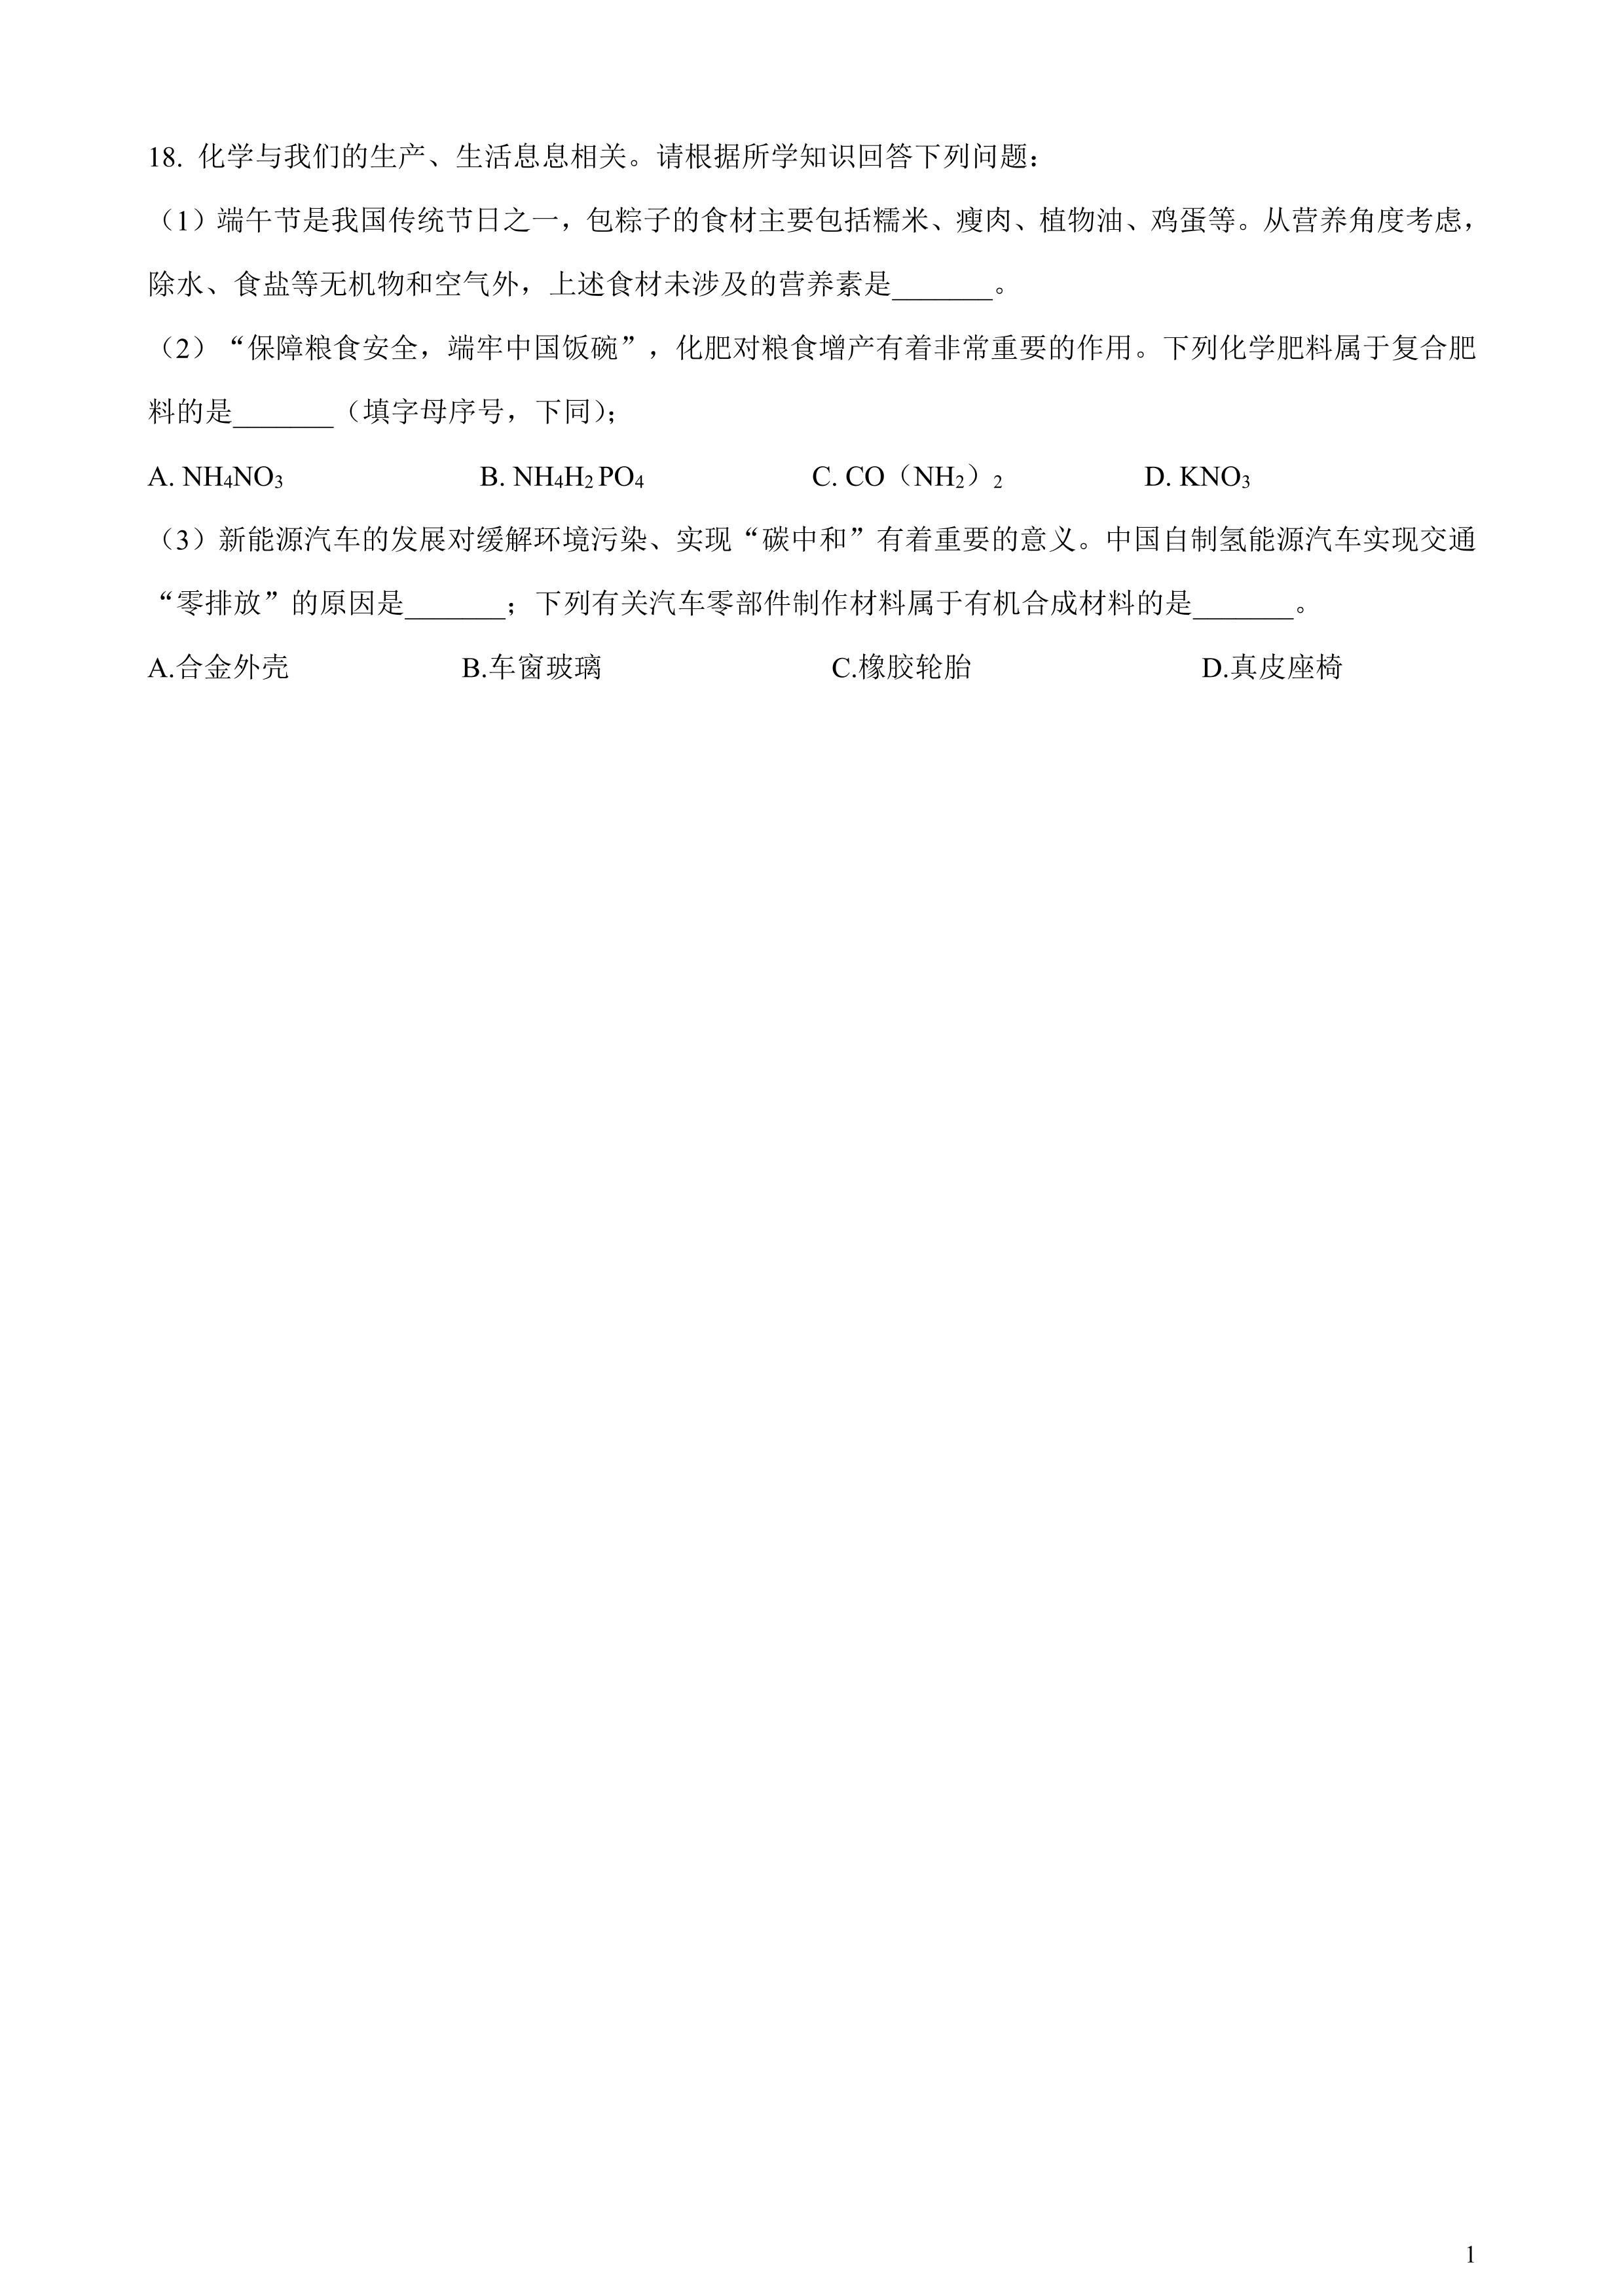 18. 化学与我们的生产、生活息息相关。请根据所学知识回答下列问题：
（1）端午节是我国传统节日之一，包粽子的食材主要包括糯米、瘦肉、植物油、鸡蛋等。从营养角度考虑，
除水、食盐等无机物和空气外，上述食材未涉及的营养素是_______。
（2）“保障粮食安全，端牢中国饭碗”，化肥对粮食增产有着非常重要的作用。下列化学肥料属于复合肥
料的是_______（填字母序号，下同）；
A. NH₄NO₃ B. NH₄H₂PO₄ C. CO（NH₂）₂ D. KNO₃
（3）新能源汽车的发展对缓解环境污染、实现“碳中和”有着重要的意义。中国自制氢能源汽车实现交通
“零排放”的原因是_______；下列有关汽车零部件制作材料属于有机合成材料的是_______。
A.合金外壳 B.车窗玻璃 C.橡胶轮胎 D.真皮座椅
1